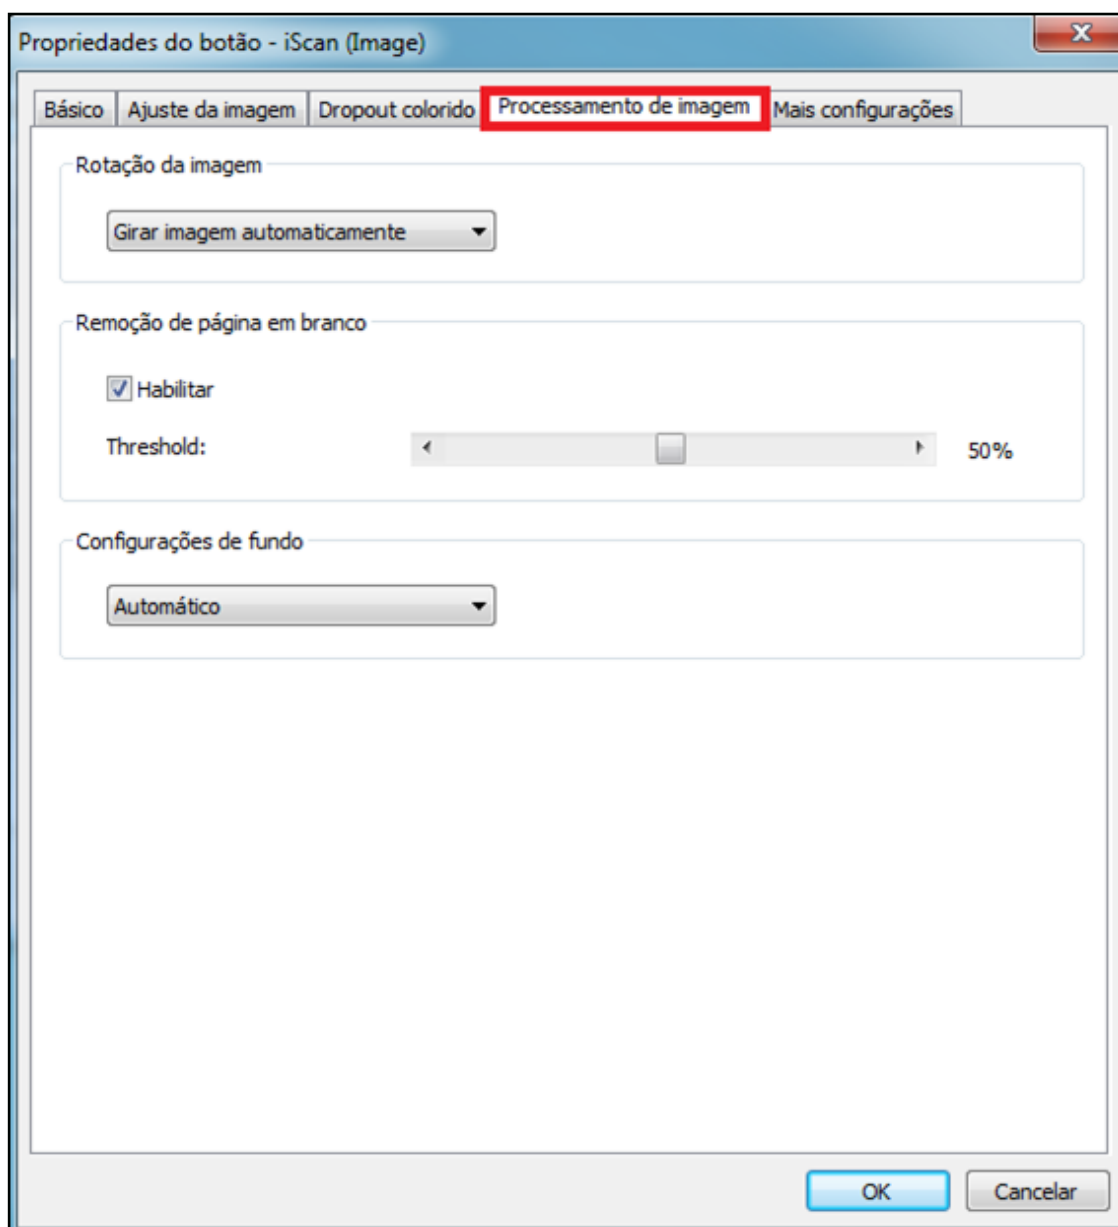 Propriedades do botão - iScan (Image)
x
Básico Ajuste da imagem Dropout colorido Processamento de imagem Mais configurações
Rotação da imagem
Girar imagem automaticamente
Remoção de página em branco
Habilitar
Threshold: 50%
Configurações de fundo
Automático
OK Cancelar